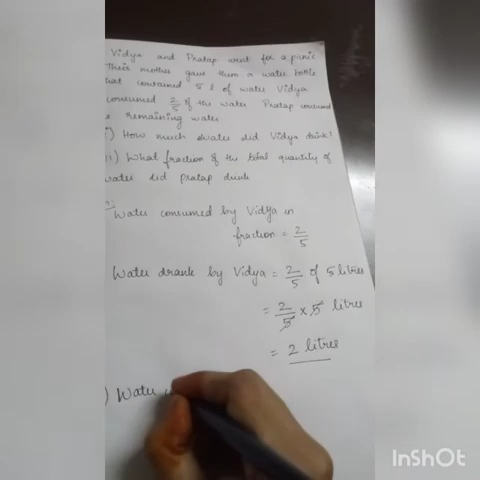 Vidya and Pratap went for a picnic
Their mother gave them a water bottle
that contained 5 l of water Vidya
consumed 2/5 of the water Pratap consumed
remaining water
) How much water did Vidya drink?
ii) What fraction of the total quantity of
water did pratap drink
Water consumed by Vidya in
fraction = 2/5
Water drank by Vidya = 2/5 of 5 litres
= 2/5 x 5 litres
= 2 litres
) Water
InShOt